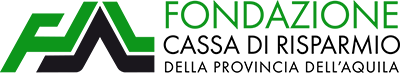 FONDAZIONE
CASSA DI RISPARMIO
DELLA PROVINCIA DELL'AQUILA